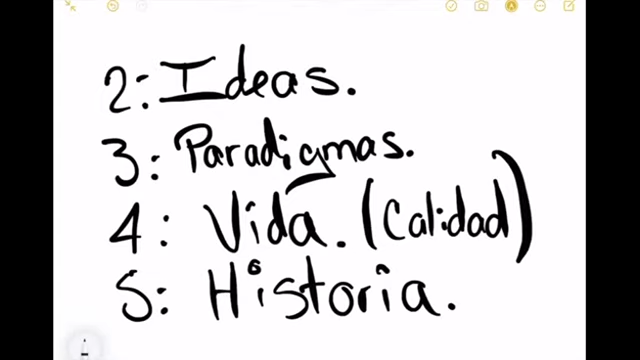 2: Ideas.
3: Paradigmas.
4: Vida. (Calidad)
5: Historia.